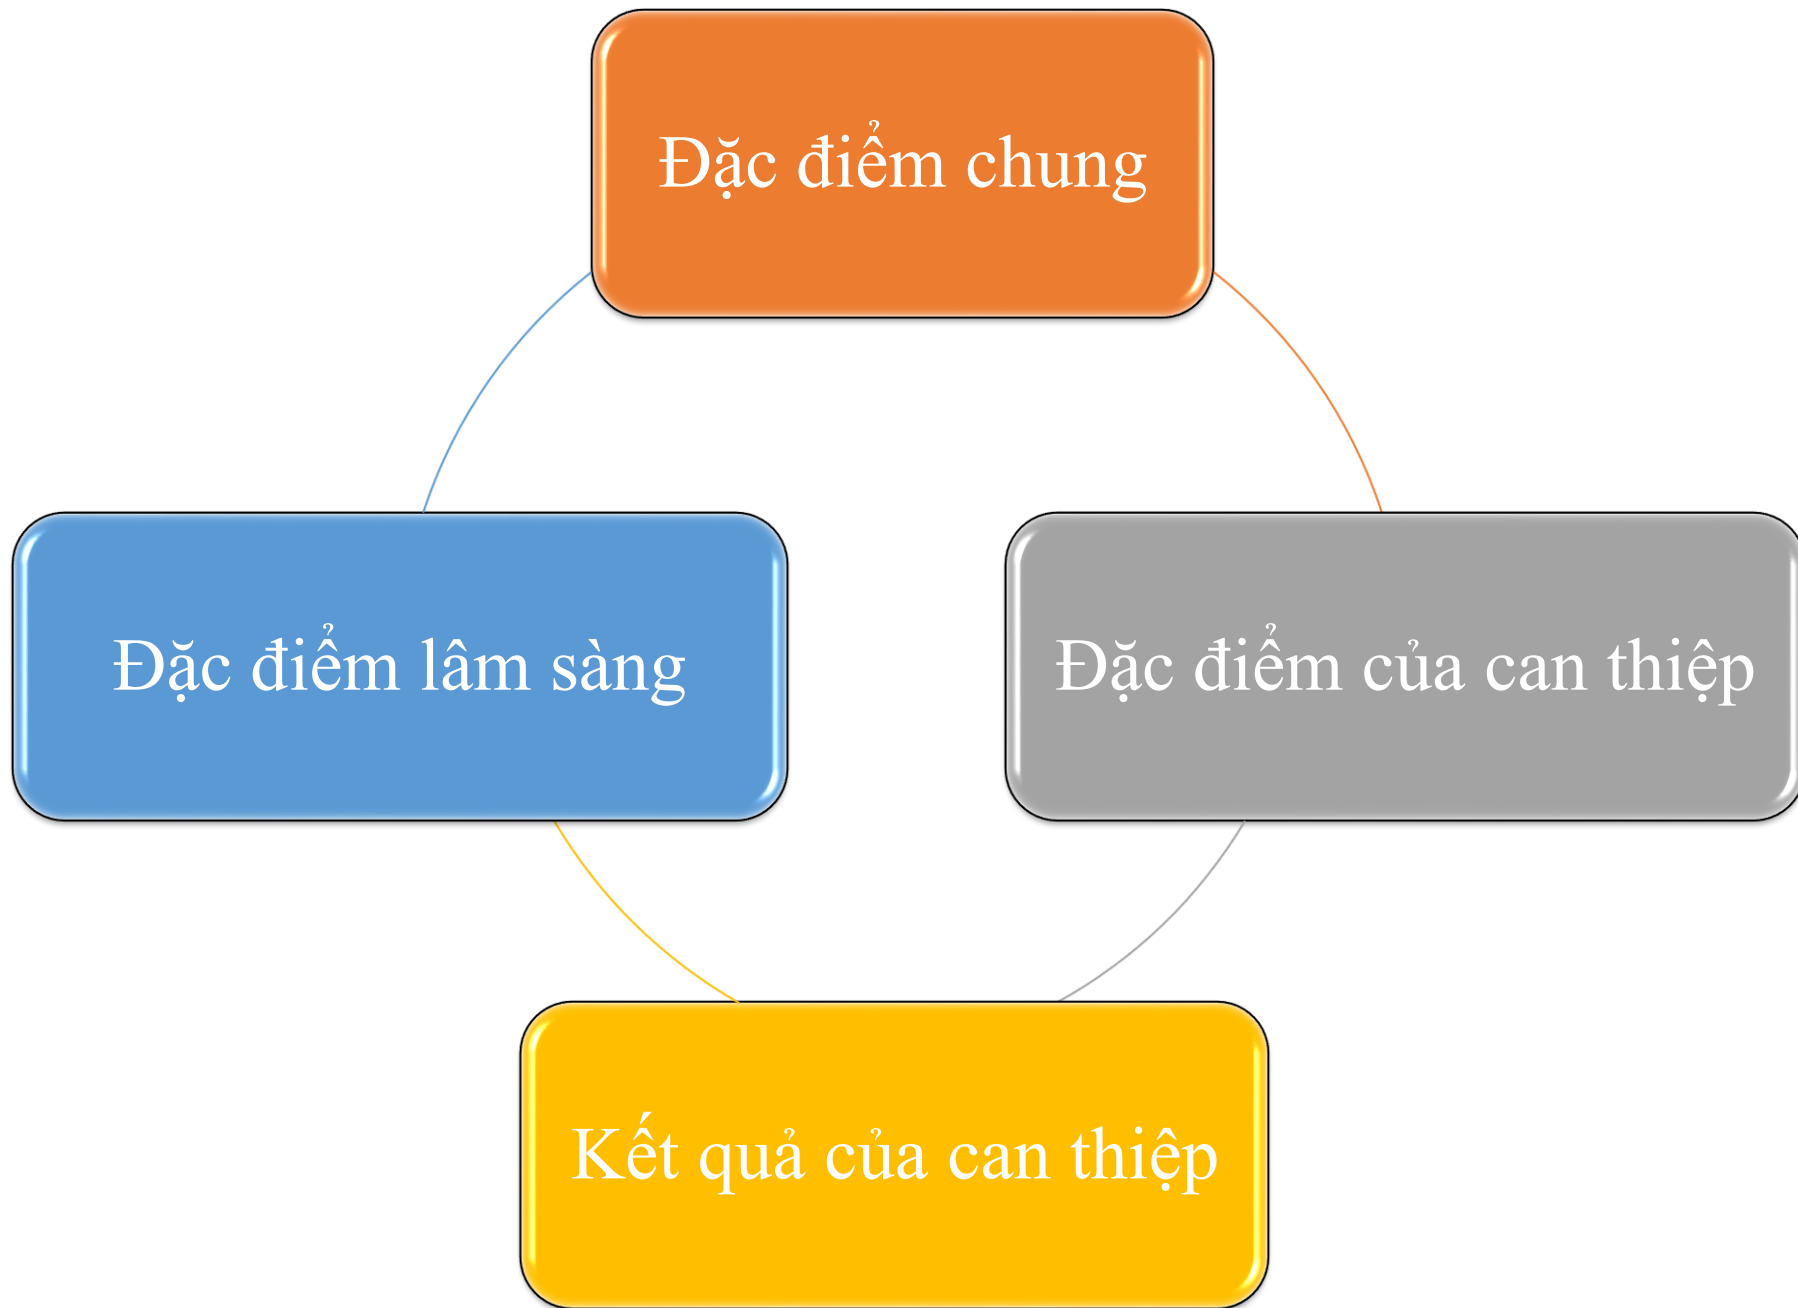 Đặc điểm chung
Đặc điểm lâm sàng
Đặc điểm của can thiệp
Kết quả của can thiệp